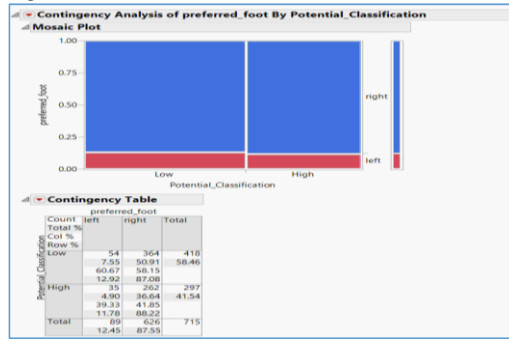 Contingency Analysis of preferred_foot By Potential_Classification
Mosaic Plot
1.00
0.75
0.50
0.25
0.00
preferred_foot
right
left
Low High
Potential_Classification
Contingency Table
preferred_foot
Potential_Classification
Count left right Total
Total %
Col %
Row %
Low 54 364 418
7.55 50.91 58.46
60.67 58.15
12.92 87.08
High 35 262 297
4.90 36.64 41.54
39.33 41.85
11.78 88.22
Total 89 626 715
12.45 87.55